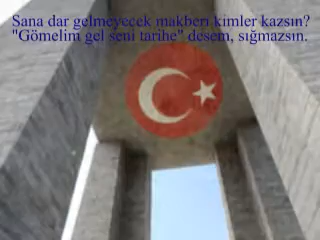 Sana dar gelmeyecek makberi kimler kazsın?
"Gömelim gel seni tarihe" desem, sığmazsın.